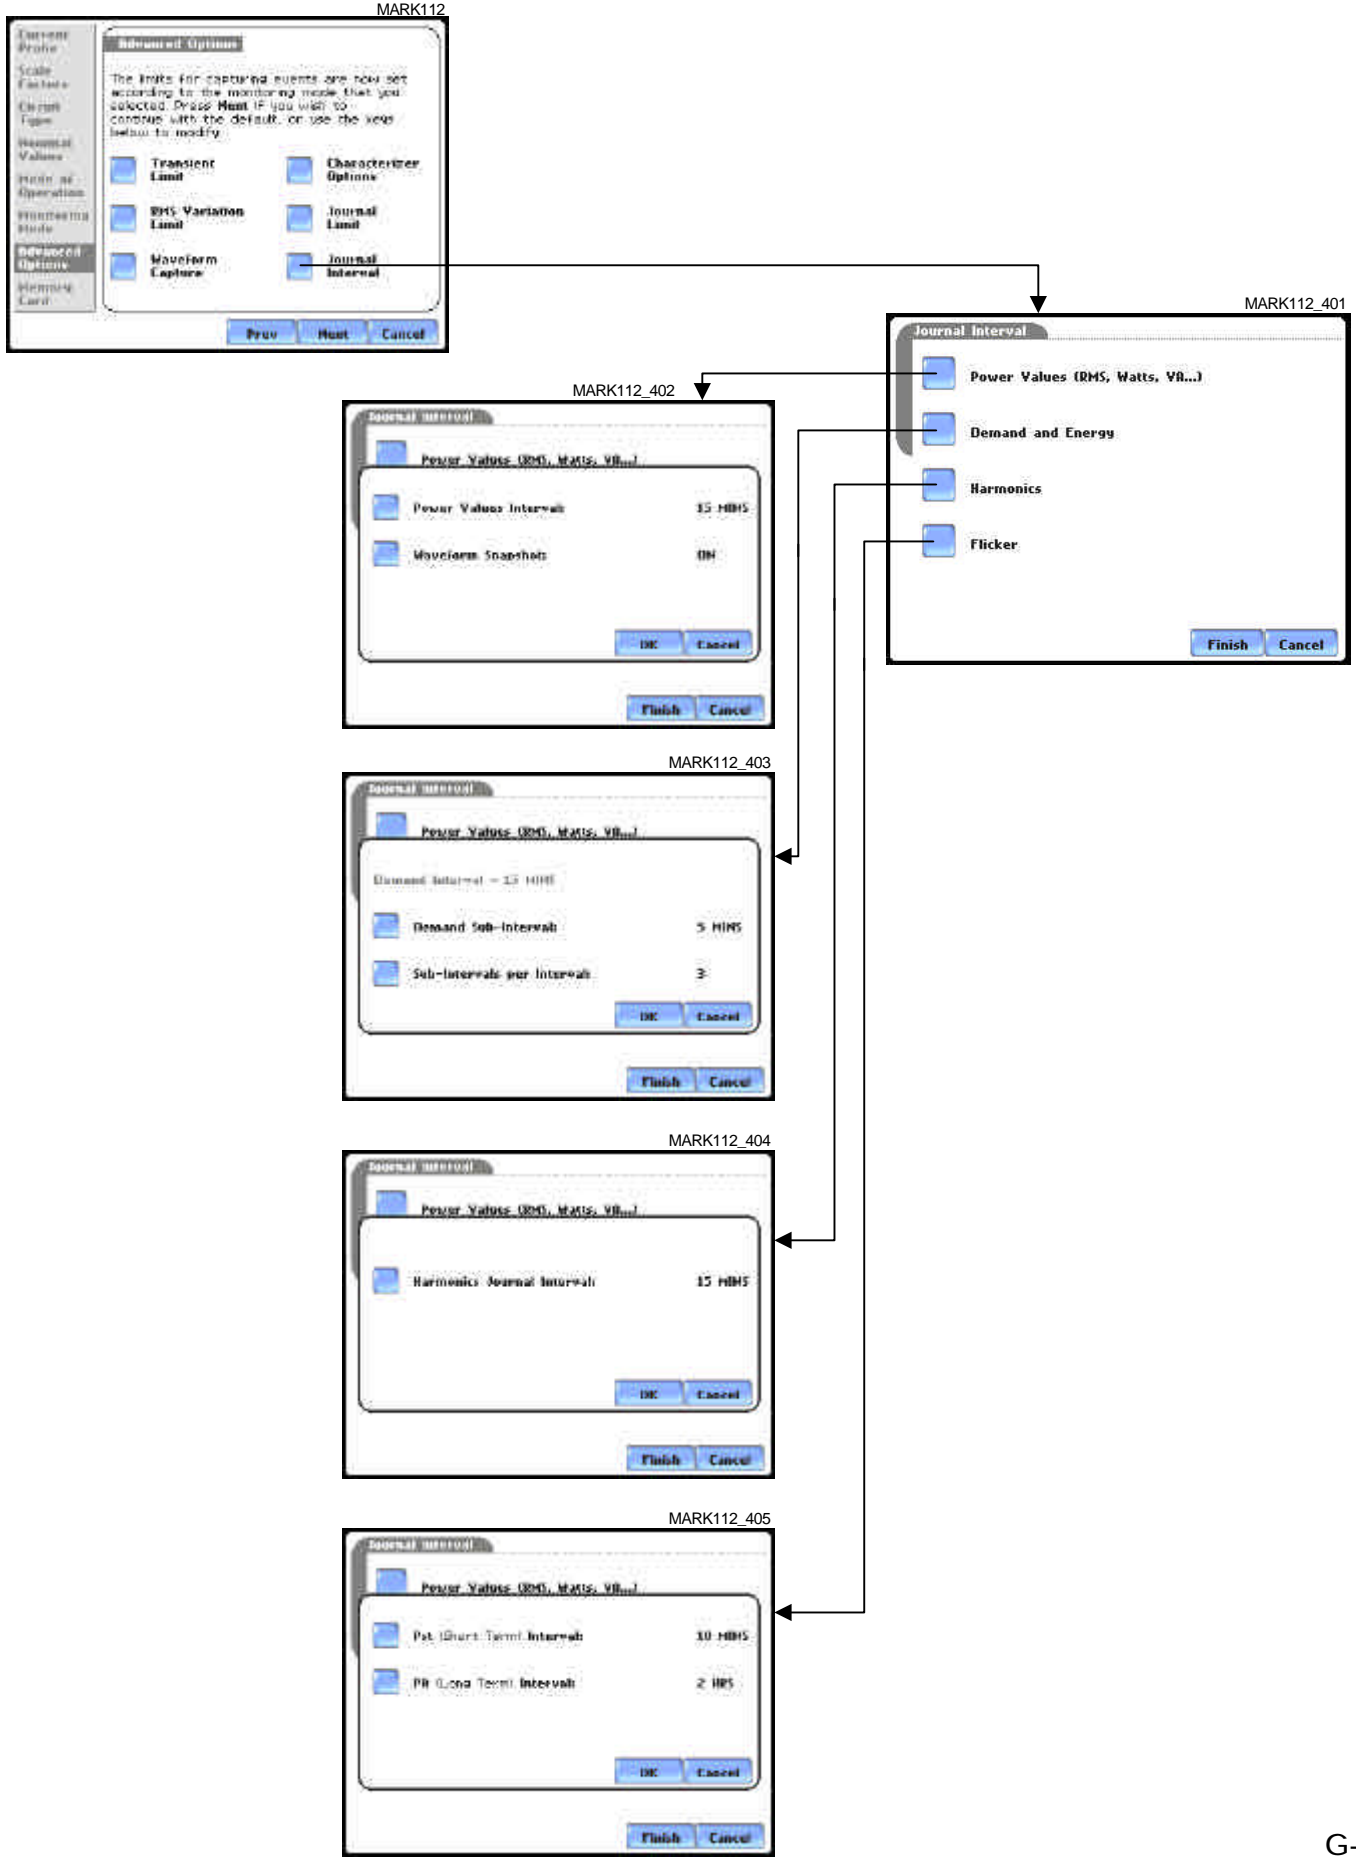 MARK112
Current
Probe
Scale
Factors
Circuit
Type
Nominal
Values
Mode of
Operation
Monitoring
Mode
Advanced
Options
Memory
Card
Advanced Options
The limits for capturing events are now set
according to the monitoring mode that you
selected. Press Next if you wish to
continue with the default, or use the keys
below to modify
Transient
Limit
Characterizer
Options
RMS Variation
Limit
Journal
Limit
Waveform
Capture
Journal
Interval
Prev Next Cancel
MARK112_401
Journal Interval
Power Values (RMS, Watts, VA...)
Demand and Energy
Harmonics
Flicker
Finish Cancel
MARK112_402
Journal Interval
Power Values (RMS, Watts, VA...)
Power Values Interval: 15 MINS
Waveform Snapshot: ON
OK Cancel
Finish Cancel
MARK112_403
Journal Interval
Power Values (RMS, Watts, VA...)
Demand Interval = 15 MINS
Demand Sub-Interval: 5 MINS
Sub-Intervals per Interval: 3
OK Cancel
Finish Cancel
MARK112_404
Journal Interval
Power Values (RMS, Watts, VA...)
Harmonics Journal Interval: 15 MINS
OK Cancel
Finish Cancel
MARK112_405
Journal Interval
Power Values (RMS, Watts, VA...)
Pst (Short Term) Interval: 10 MINS
Plt (Long Term) Interval: 2 HRS
OK Cancel
Finish Cancel
G-